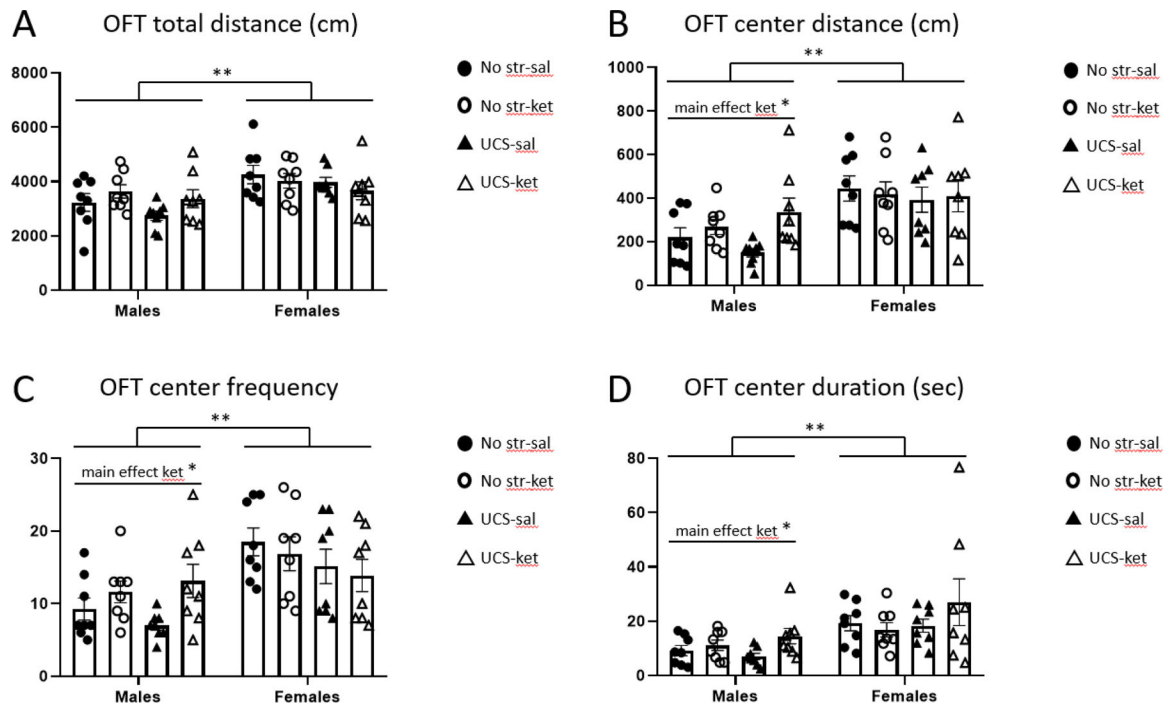 A
OFT total distance (cm)
**
8000
6000
4000
2000
0
Males
Females
No str-sal
No str-ket
UCS-sal
UCS-ket
B
OFT center distance (cm)
**
main effect ket *
1000
800
600
400
200
0
Males
Females
No str-sal
No str-ket
UCS-sal
UCS-ket
C
OFT center frequency
**
main effect ket *
30
20
10
0
Males
Females
No str-sal
No str-ket
UCS-sal
UCS-ket
D
OFT center duration (sec)
**
main effect ket *
80
60
40
20
0
Males
Females
No str-sal
No str-ket
UCS-sal
UCS-ket